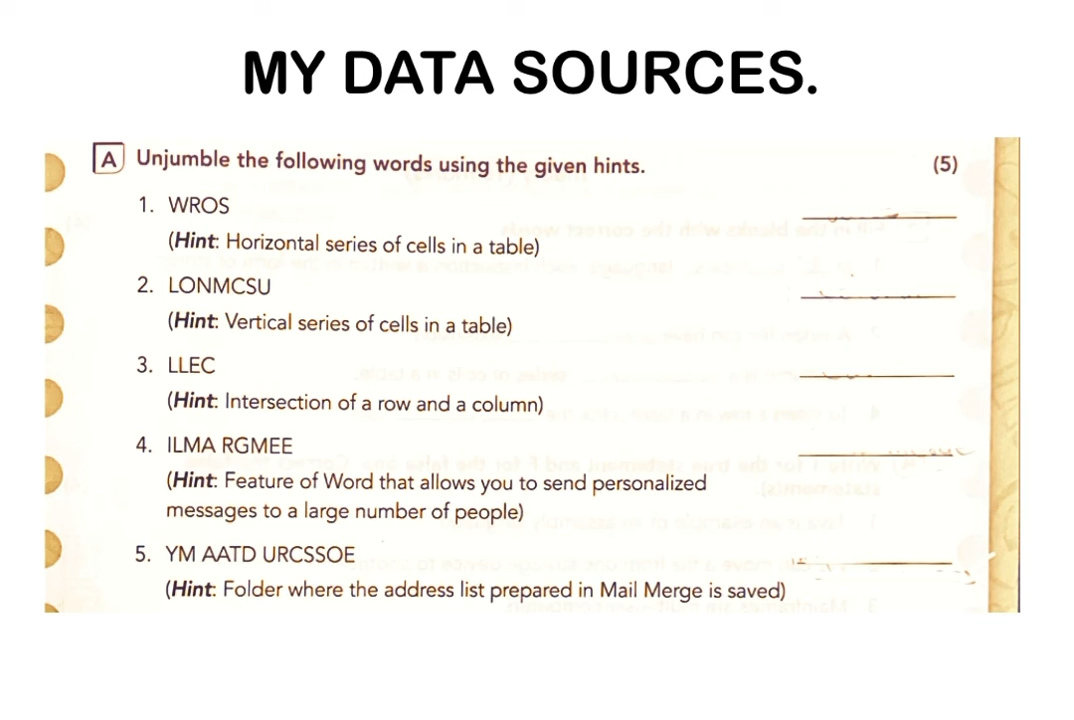 MY DATA SOURCES.
A Unjumble the following words using the given hints. (5)
1. WROS
(Hint: Horizontal series of cells in a table)
2. LONMCSU
(Hint: Vertical series of cells in a table)
3. LLEC
(Hint: Intersection of a row and a column)
4. ILMA RGMEE
(Hint: Feature of Word that allows you to send personalized
messages to a large number of people)
5. YM AATD URCSSOE
(Hint: Folder where the address list prepared in Mail Merge is saved)